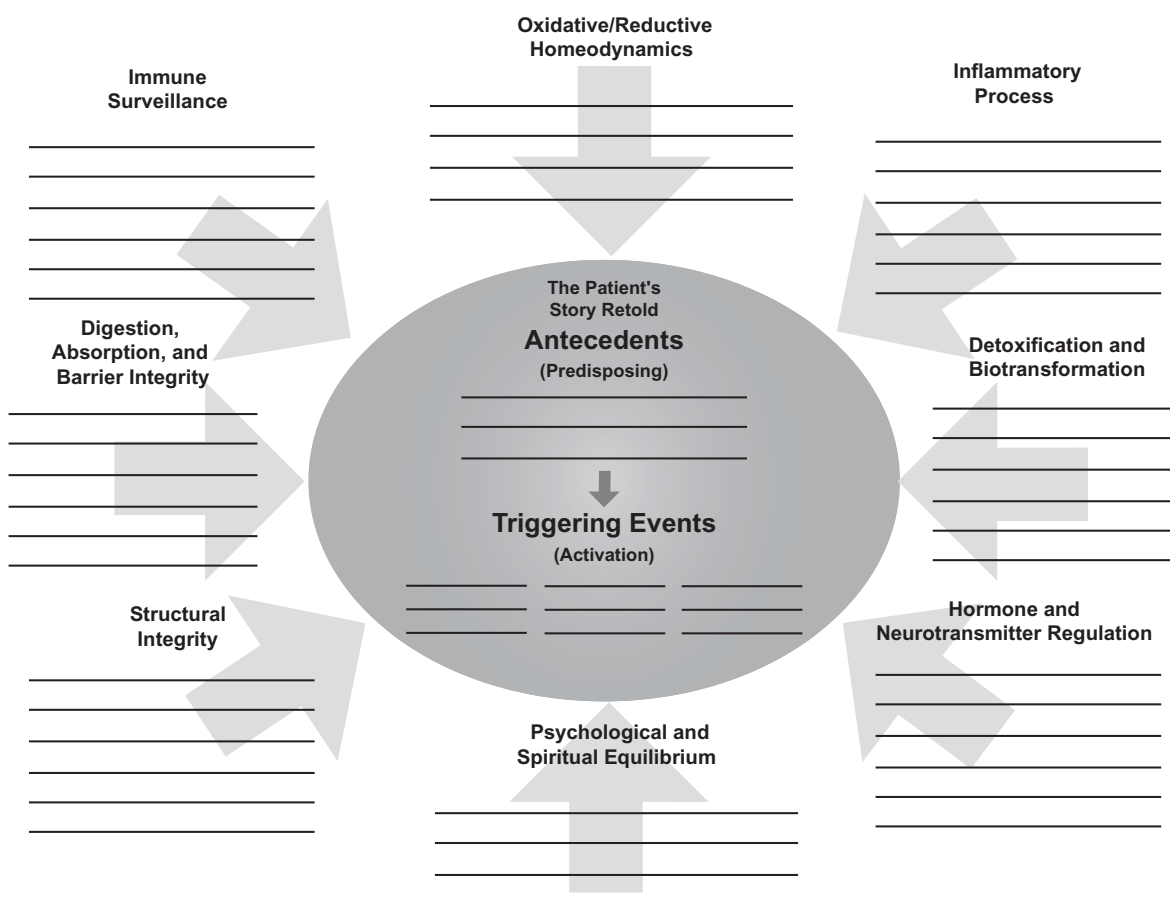 Oxidative/Reductive
Homeodynamics
Immune
Surveillance
Inflammatory
Process
The Patient's
Story Retold
Antecedents
(Predisposing)
Digestion,
Absorption, and
Barrier Integrity
Detoxification and
Biotransformation
Triggering Events
(Activation)
Structural
Integrity
Hormone and
Neurotransmitter Regulation
Psychological and
Spiritual Equilibrium